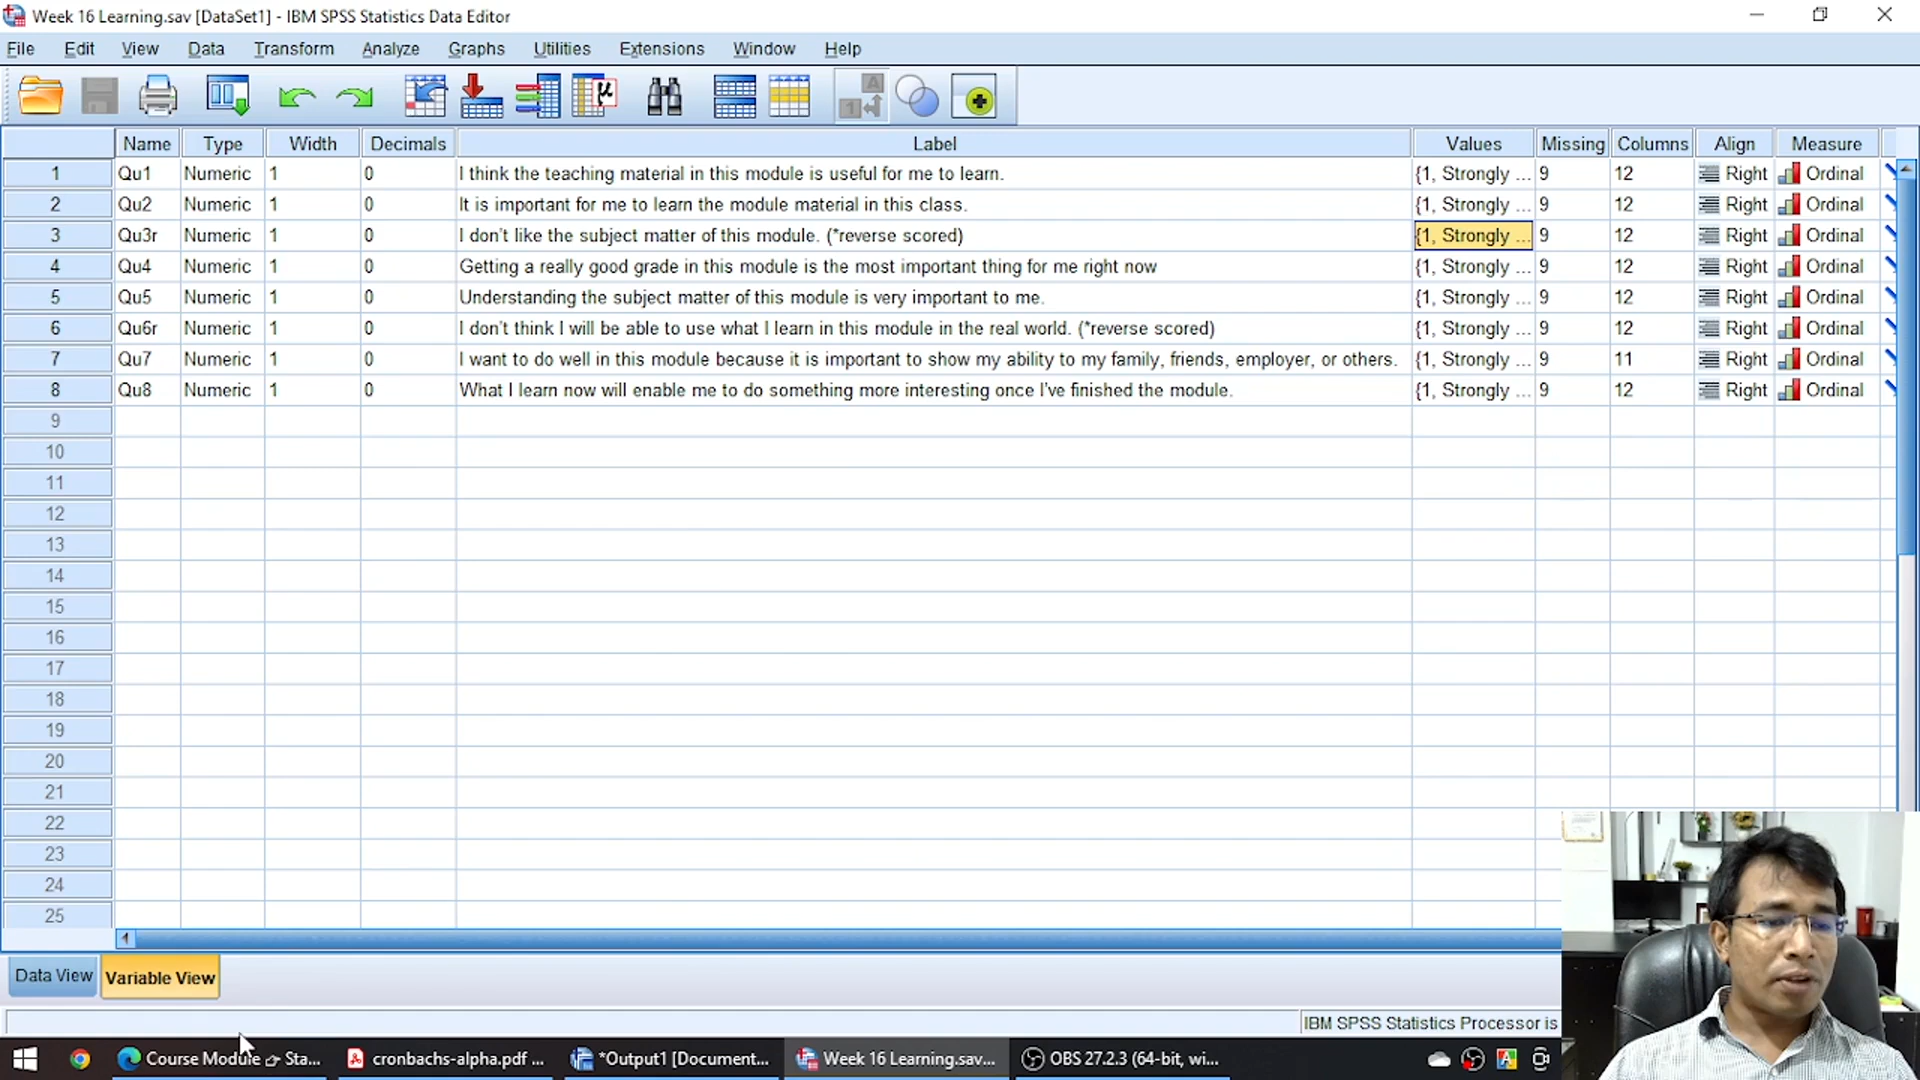 Week 16 Learning.sav [DataSet1] - IBM SPSS Statistics Data Editor
File Edit View Data Transform Analyze Graphs Utilities Extensions Window Help
Name Type Width Decimals Label Values Missing Columns Align Measure
1 Qu1 Numeric 1 0 I think the teaching material in this module is useful for me to learn. {1, Strongly ... 9 12 Right Ordinal
2 Qu2 Numeric 1 0 It is important for me to learn the module material in this class. {1, Strongly ... 9 12 Right Ordinal
3 Qu3r Numeric 1 0 I don't like the subject matter of this module. (*reverse scored) {1, Strongly ... 9 12 Right Ordinal
4 Qu4 Numeric 1 0 Getting a really good grade in this module is the most important thing for me right now {1, Strongly ... 9 12 Right Ordinal
5 Qu5 Numeric 1 0 Understanding the subject matter of this module is very important to me. {1, Strongly ... 9 12 Right Ordinal
6 Qu6r Numeric 1 0 I don't think I will be able to use what I learn in this module in the real world. (*reverse scored) {1, Strongly ... 9 12 Right Ordinal
7 Qu7 Numeric 1 0 I want to do well in this module because it is important to show my ability to my family, friends, employer, or others. {1, Strongly ... 9 11 Right Ordinal
8 Qu8 Numeric 1 0 What I learn now will enable me to do something more interesting once I've finished the module. {1, Strongly ... 9 12 Right Ordinal
9
10
11
12
13
14
15
16
17
18
19
20
21
22
23
24
25
Data View Variable View
IBM SPSS Statistics Processor is
Course Module 👉 Sta... cronbachs-alpha.pdf ... *Output1 [Document... Week 16 Learning.sav... OBS 27.2.3 (64-bit, wi...